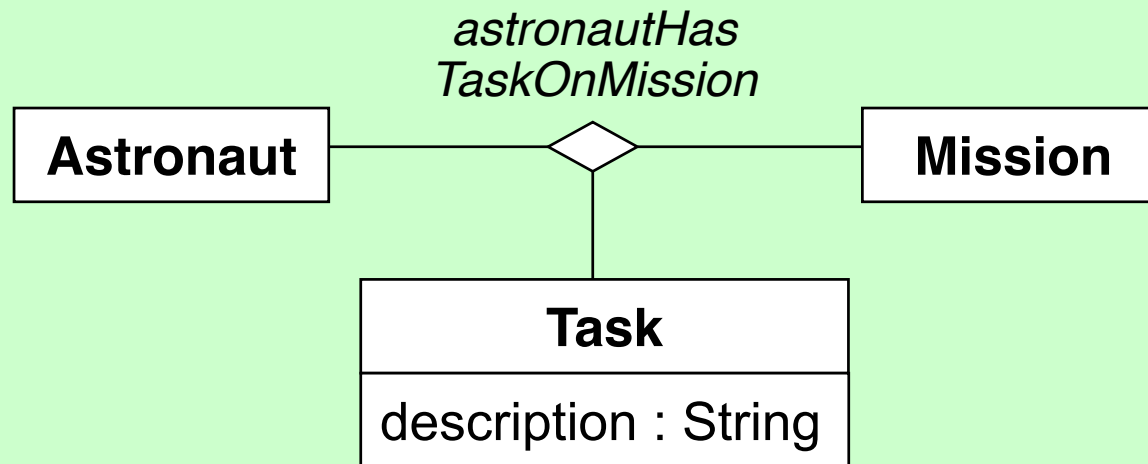 astronautHas
TaskOnMission
Astronaut
Mission
Task
description : String